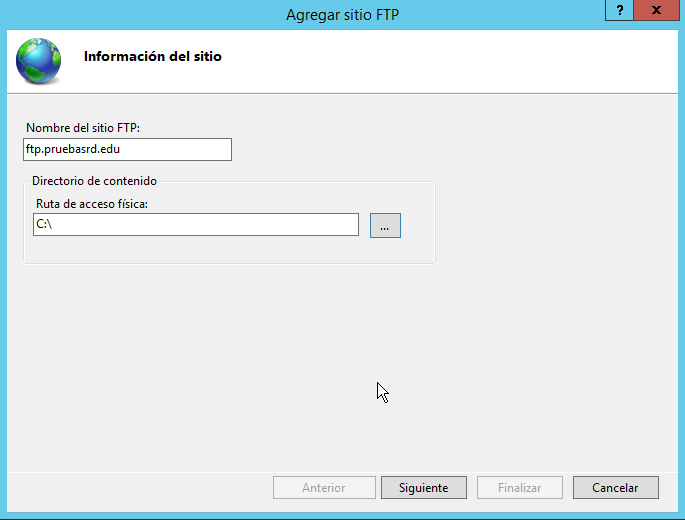 Agregar sitio FTP
?
x
Información del sitio
Nombre del sitio FTP:
ftp.pruebasrd.edu
Directorio de contenido
Ruta de acceso física:
C:\
...
Anterior
Siguiente
Finalizar
Cancelar